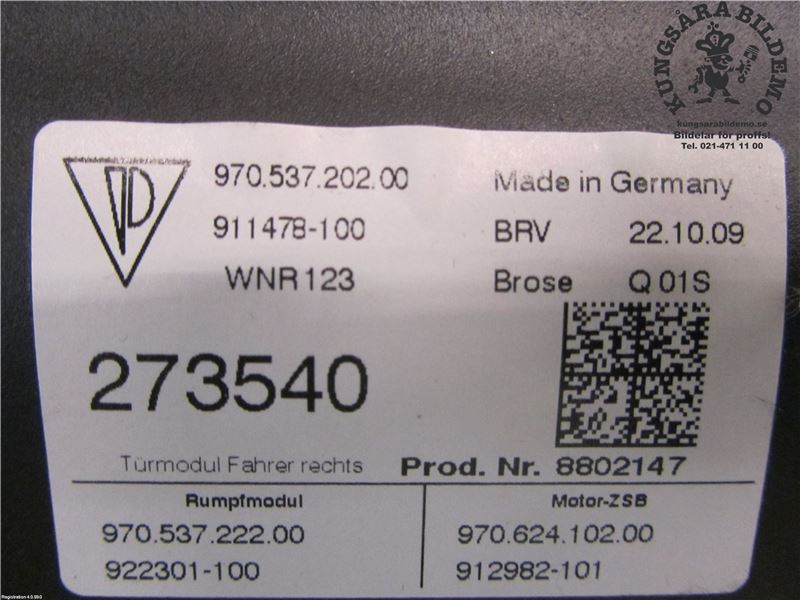 KUNGSÅRA BILDEMO
kungsarabildemo.se
Bildelar för proffs!
Tel. 021-471 11 00
970.537.202.00 Made in Germany
911478-100 BRV 22.10.09
WNR123 Brose Q 01S
273540
Türmodul Fahrer rechts Prod. Nr. 8802147
Rumpfmodul Motor-ZSB
970.537.222.00 970.624.102.00
922301-100 912982-101